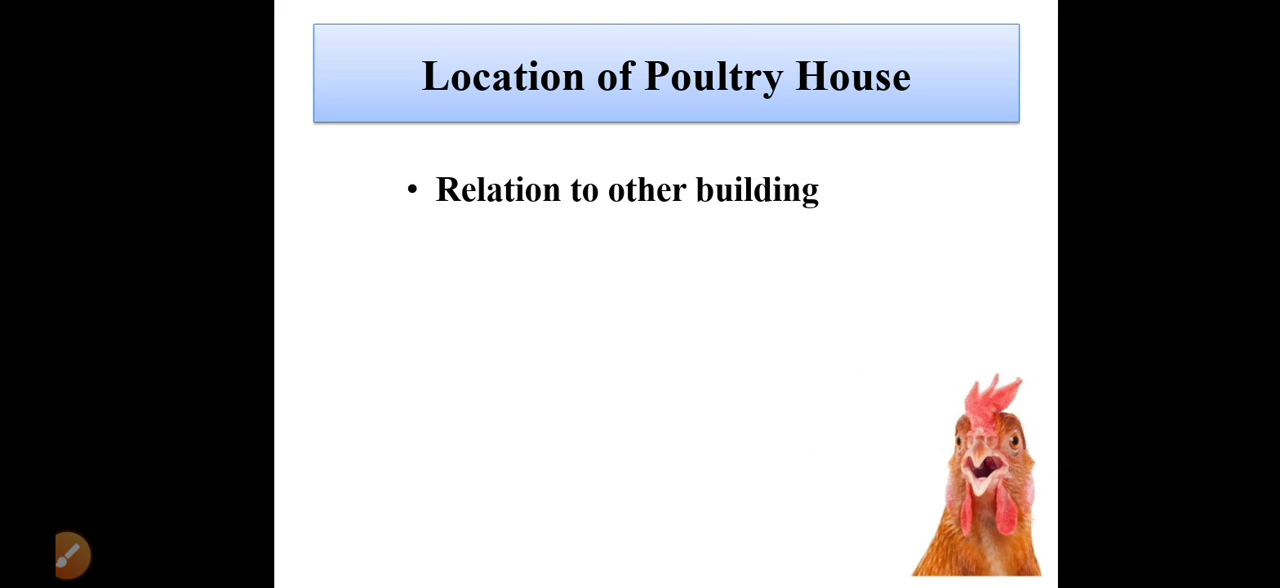 Location of Poultry House
• Relation to other building